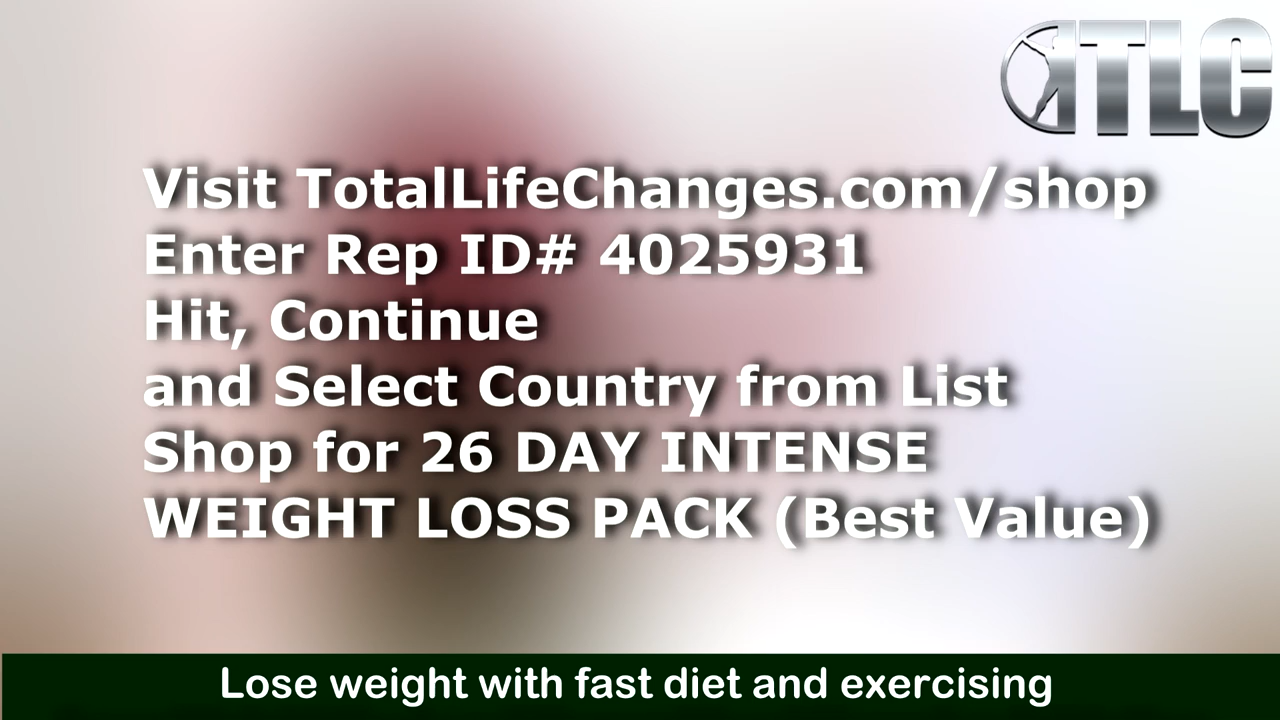 TLC
Visit TotalLifeChanges.com/shop
Enter Rep ID# 4025931
Hit, Continue
and Select Country from List
Shop for 26 DAY INTENSE
WEIGHT LOSS PACK (Best Value)
Lose weight with fast diet and exercising